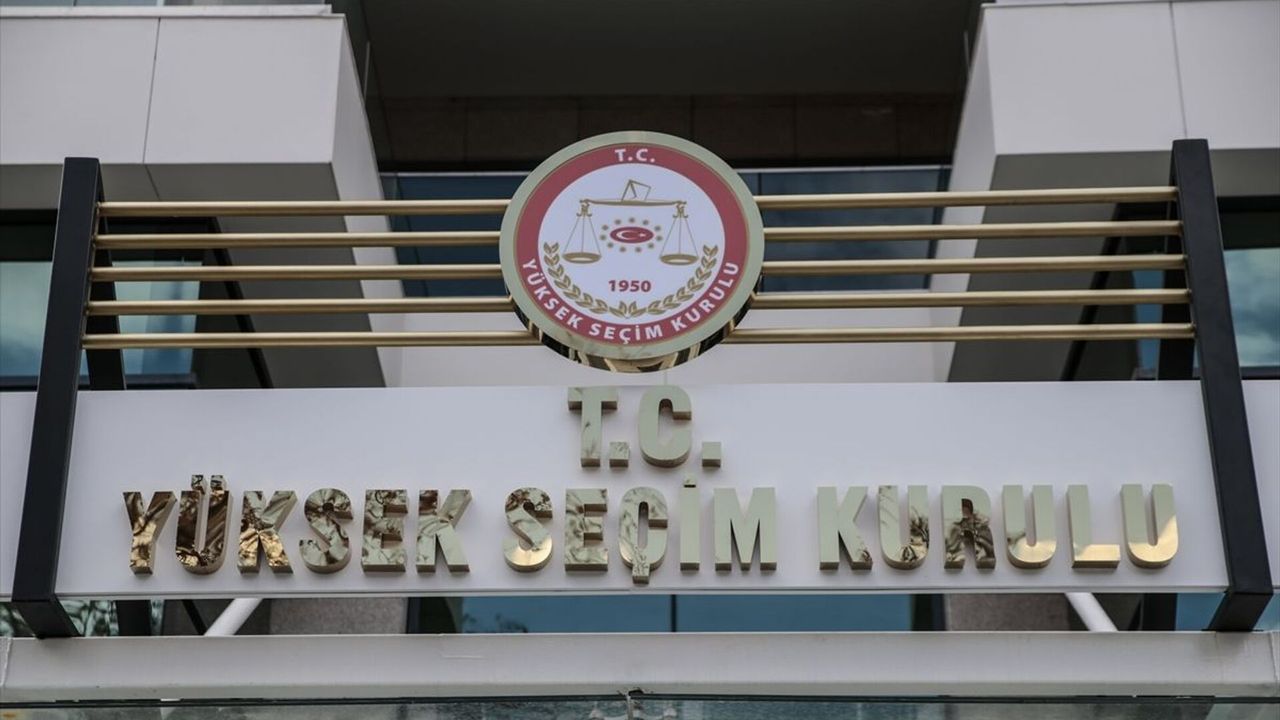 T.C.
1950
YÜKSEK SEÇİM KURULU
T.C.
YÜKSEK SEÇİM KURULU